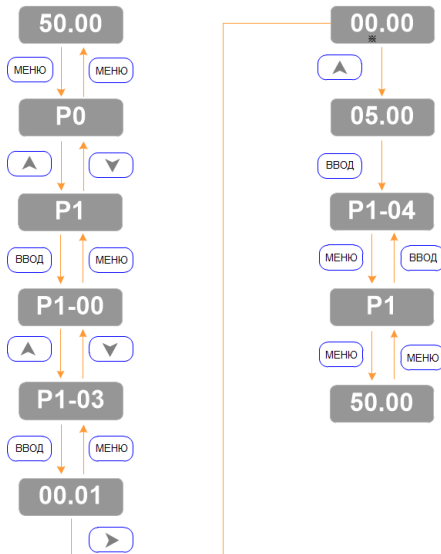 50.00
МЕНЮ МЕНЮ
P0
P1
ВВОД МЕНЮ
P1-00
P1-03
ВВОД МЕНЮ
00.01
00.00
※
05.00
ВВОД
P1-04
МЕНЮ ВВОД
P1
МЕНЮ МЕНЮ
50.00